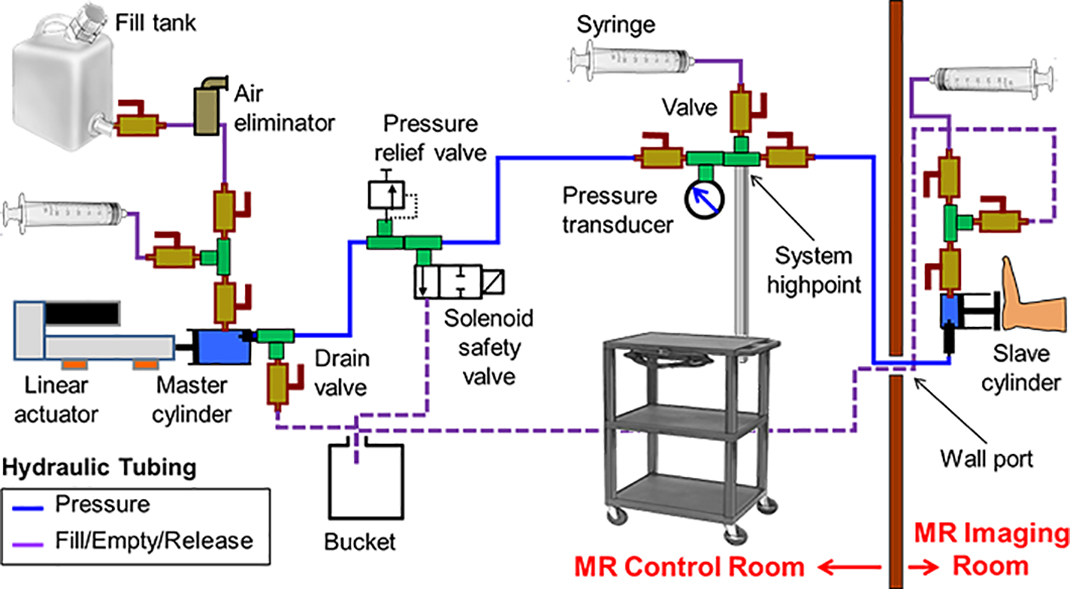 Fill tank
Air
eliminator
Pressure
relief valve
Syringe
Valve
Pressure
transducer
System
highpoint
Solenoid
safety
valve
Drain
valve
Linear
actuator
Master
cylinder
Slave
cylinder
Wall port
Hydraulic Tubing
Pressure
Fill/Empty/Release
Bucket
MR Control Room
MR Imaging
Room